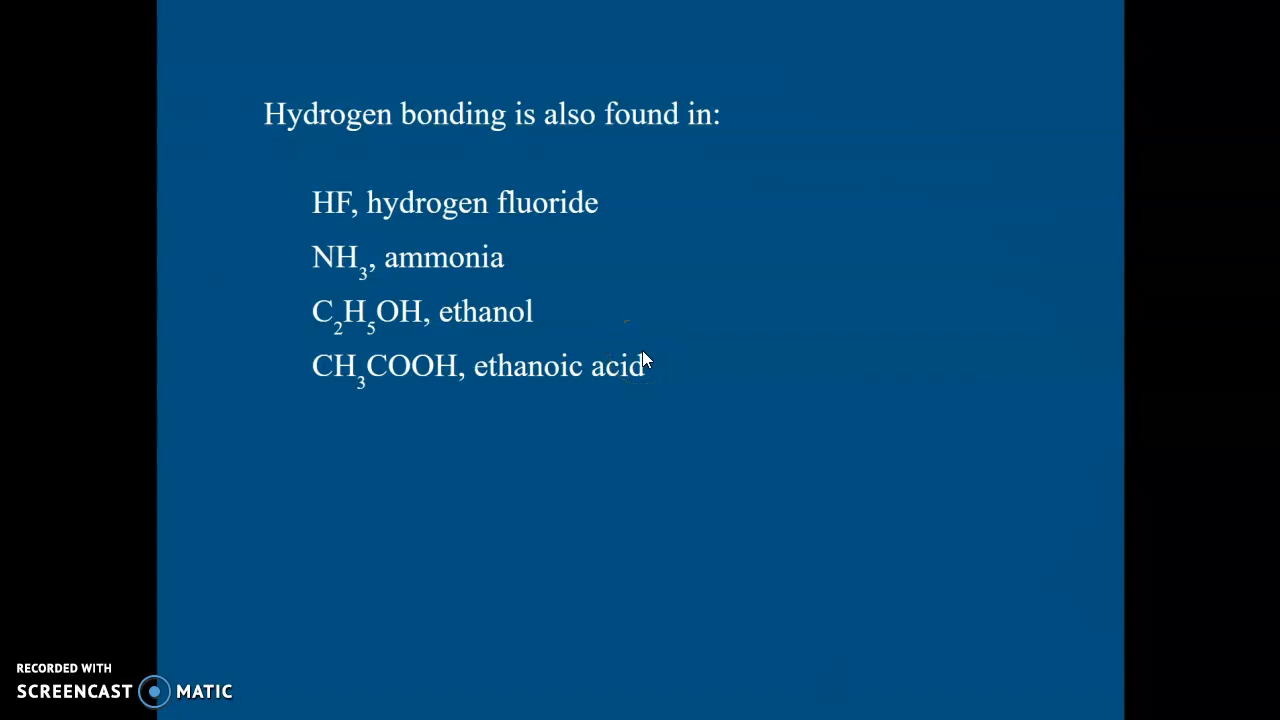 Hydrogen bonding is also found in:
HF, hydrogen fluoride
NH₃, ammonia
C₂H₅OH, ethanol
CH₃COOH, ethanoic acid
RECORDED WITH
SCREENCAST MATIC